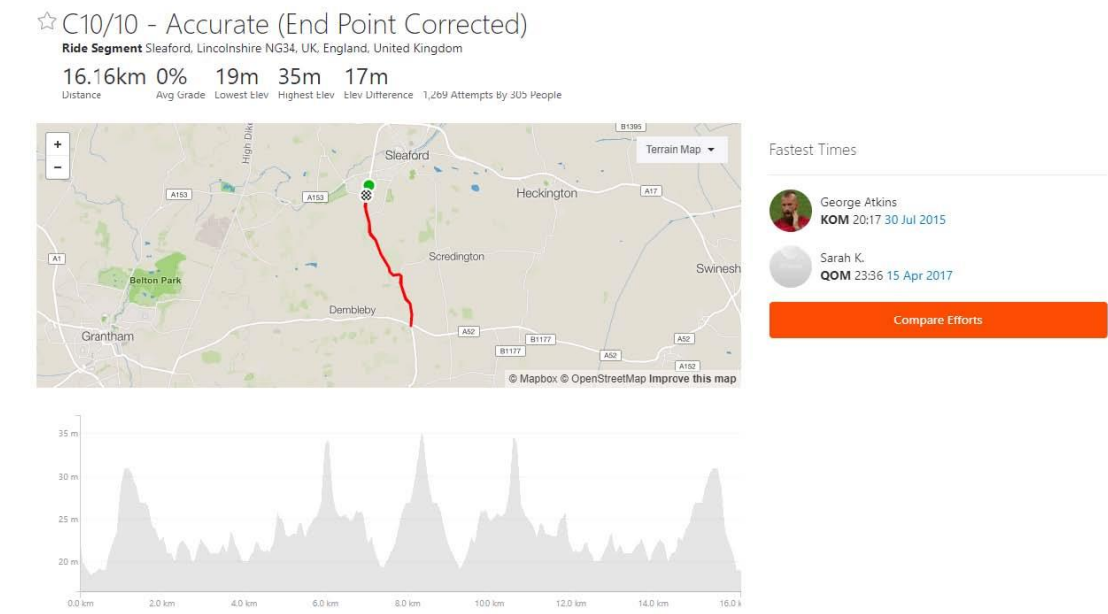 C10/10 - Accurate (End Point Corrected)
Ride Segment Sleaford, Lincolnshire NG34, UK, England, United Kingdom
16.16km 0% 19m 35m 17m
Distance Avg Grade Lowest Elev Highest Elev Elev Difference 1,269 Attempts By 305 People
+
-
High Dike
B1395
Terrain Map
Sleaford
A153
A153
Heckington
A17
A1
Scredington
Swinesh
Belton Park
Dembleby
Grantham
A52
B1177
A52
B1177
A52
A152
© Mapbox © OpenStreetMap Improve this map
Fastest Times
George Atkins
KOM 20:17 30 Jul 2015
Sarah K.
QOM 23:36 15 Apr 2017
Compare Efforts
35 m
30 m
25 m
20 m
0.0 km 2.0 km 4.0 km 6.0 km 8.0 km 10.0 km 12.0 km 14.0 km 16.0 k